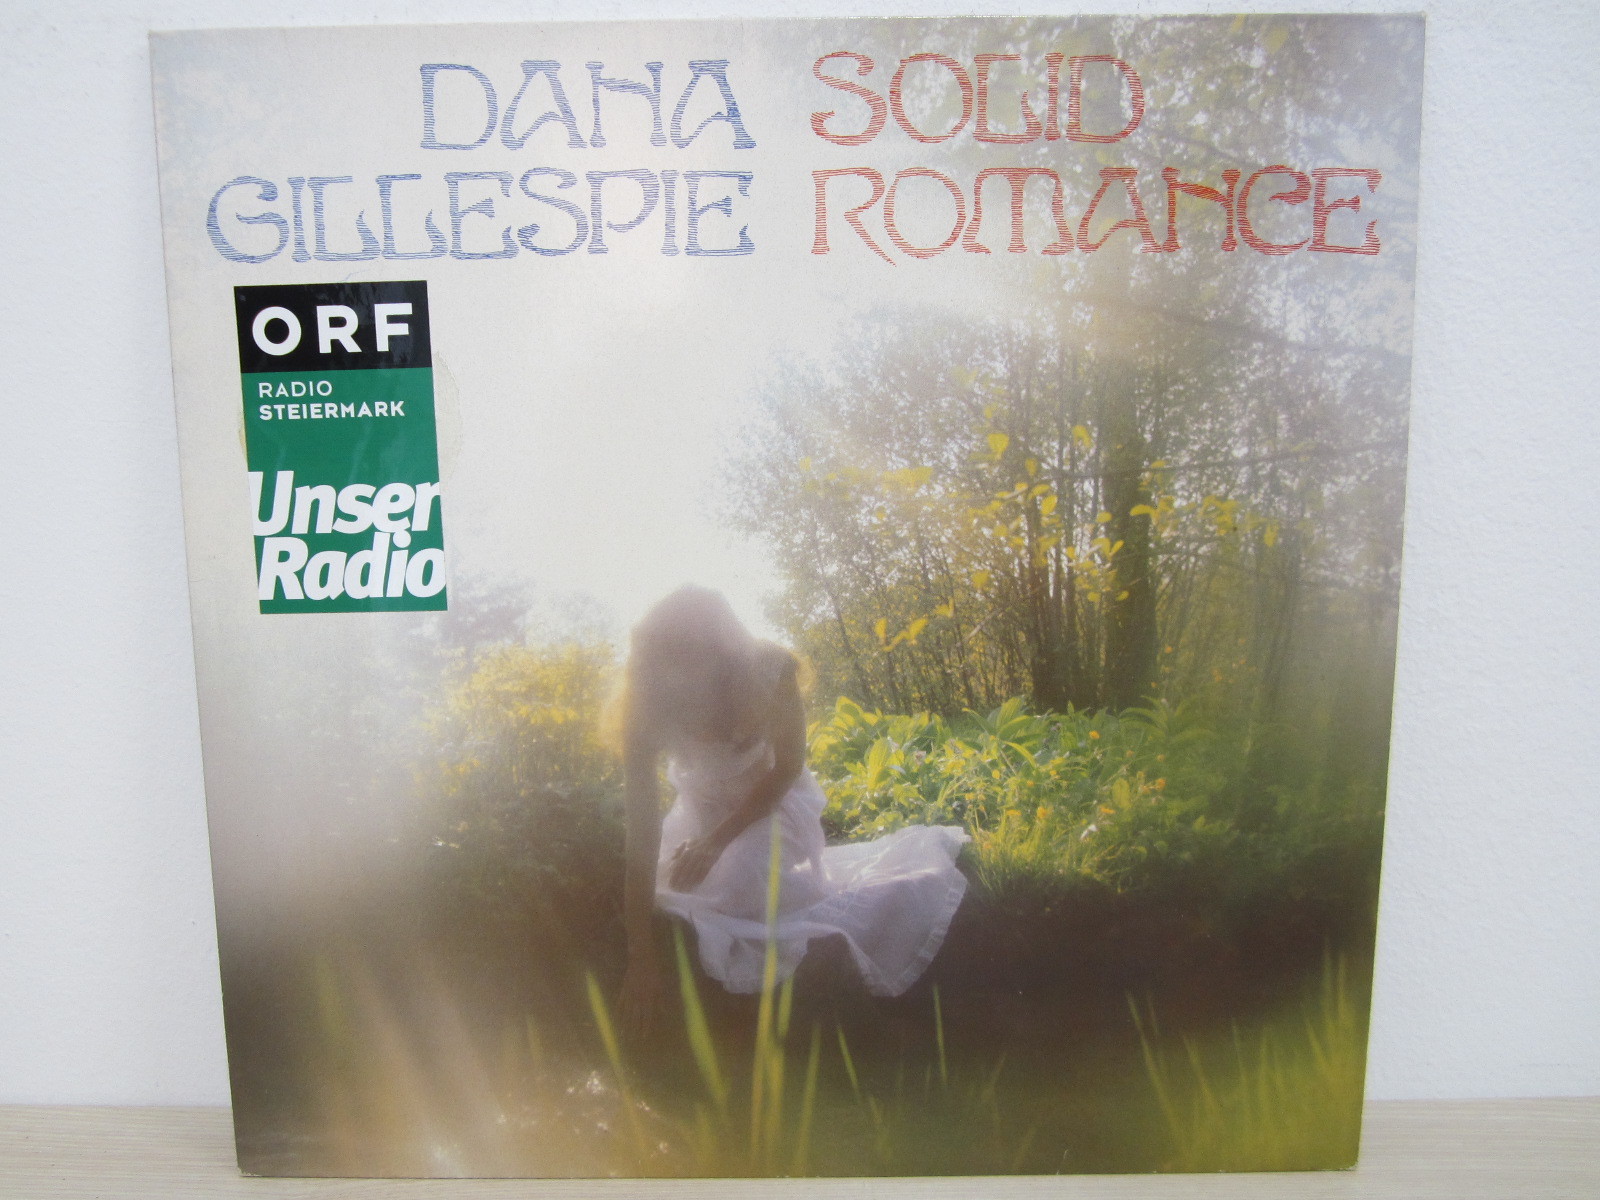 DANA
GILLESPIE
SOLID
ROMANCE
ORF
RADIO
STEIERMARK
Unser
Radio